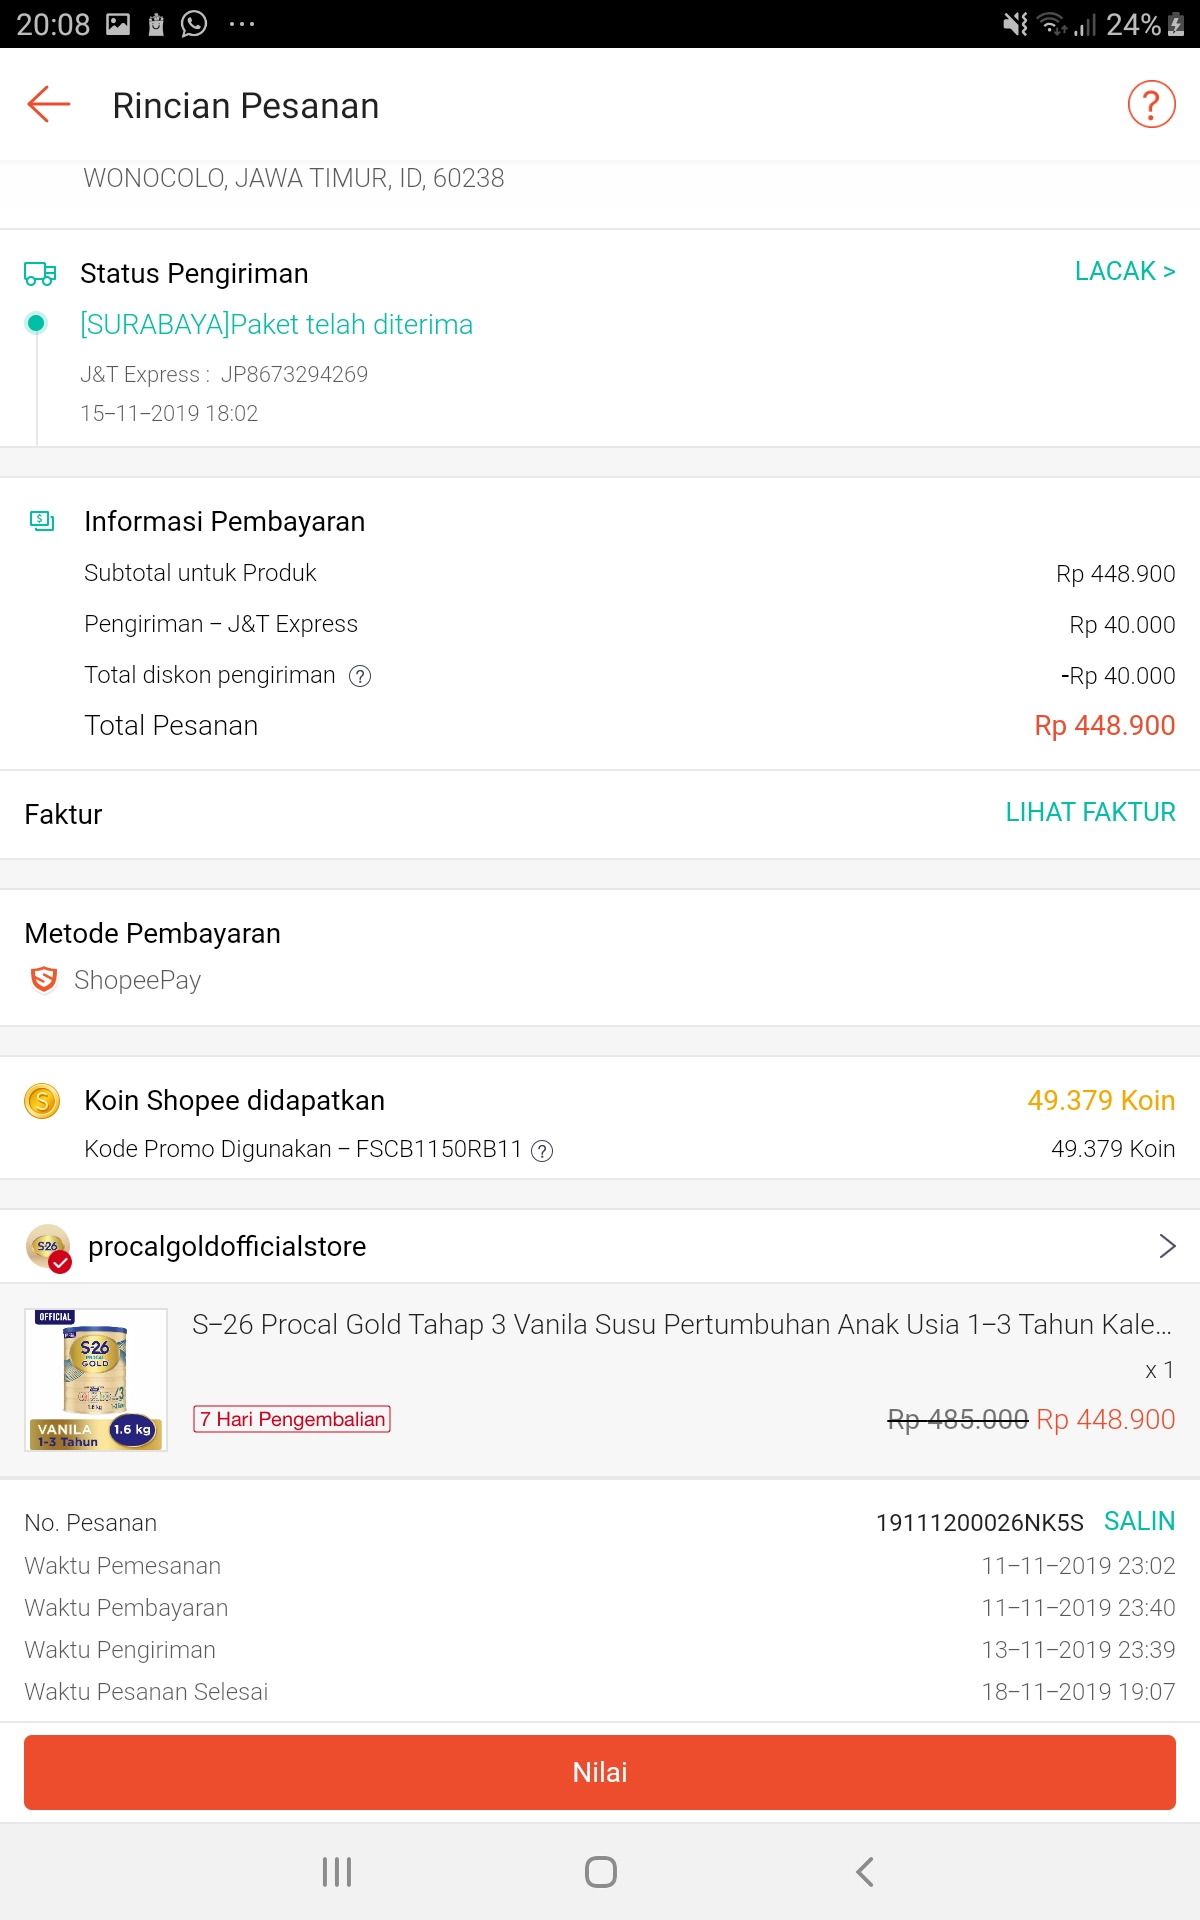 20:08 24%
Rincian Pesanan
WONOCOLO, JAWA TIMUR, ID, 60238
Status Pengiriman LACAK >
[SURABAYA]Paket telah diterima
J&T Express : JP8673294269
15-11-2019 18:02
Informasi Pembayaran
Subtotal untuk Produk Rp 448.900
Pengiriman - J&T Express Rp 40.000
Total diskon pengiriman ? -Rp 40.000
Total Pesanan Rp 448.900
Faktur LIHAT FAKTUR
Metode Pembayaran
ShopeePay
Koin Shopee didapatkan 49.379 Koin
Kode Promo Digunakan - FSCB1150RB11 ? 49.379 Koin
S-26 procalgoldofficialstore
S-26 Procal Gold Tahap 3 Vanila Susu Pertumbuhan Anak Usia 1-3 Tahun Kale...
x 1
7 Hari Pengembalian Rp 485.000 Rp 448.900
OFFICIAL
S-26
PROCAL
GOLD
3
1.6 kg
VANILA 1.6 kg
1-3 Tahun
No. Pesanan 19111200026NK5S SALIN
Waktu Pemesanan 11-11-2019 23:02
Waktu Pembayaran 11-11-2019 23:40
Waktu Pengiriman 13-11-2019 23:39
Waktu Pesanan Selesai 18-11-2019 19:07
Nilai